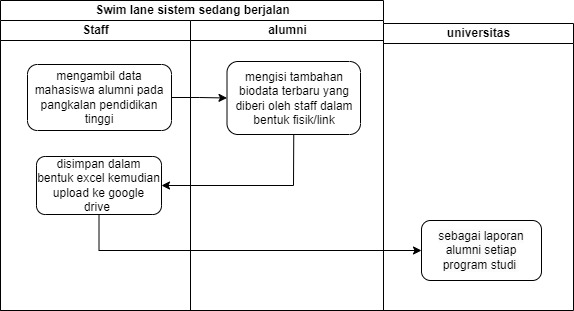 Swim lane sistem sedang berjalan
Staff
alumni
universitas
mengambil data
mahasiswa alumni pada
pangkalan pendidikan
tinggi
mengisi tambahan
biodata terbaru yang
diberi oleh staff dalam
bentuk fisik/link
disimpan dalam
bentuk excel kemudian
upload ke google
drive
sebagai laporan
alumni setiap
program studi